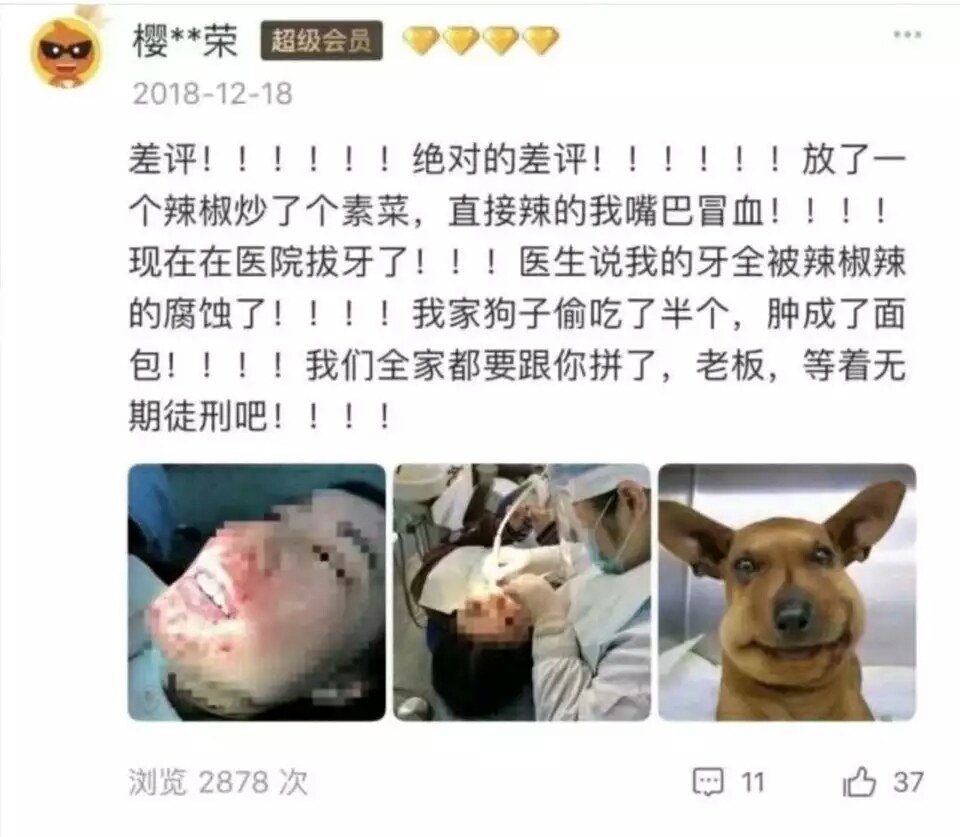 樱**荣 超级会员
2018-12-18
差评！！！！！！绝对的差评！！！！！！放了一
个辣椒炒了个素菜，直接辣的我嘴巴冒血！！！！
现在在医院拔牙了！！！医生说我的牙全被辣椒辣
的腐蚀了！！！！我家狗子偷吃了半个，肿成了面
包！！！！我们全家都要跟你拼了，老板，等着无
期徒刑吧！！！！
浏览 2878 次 11 37